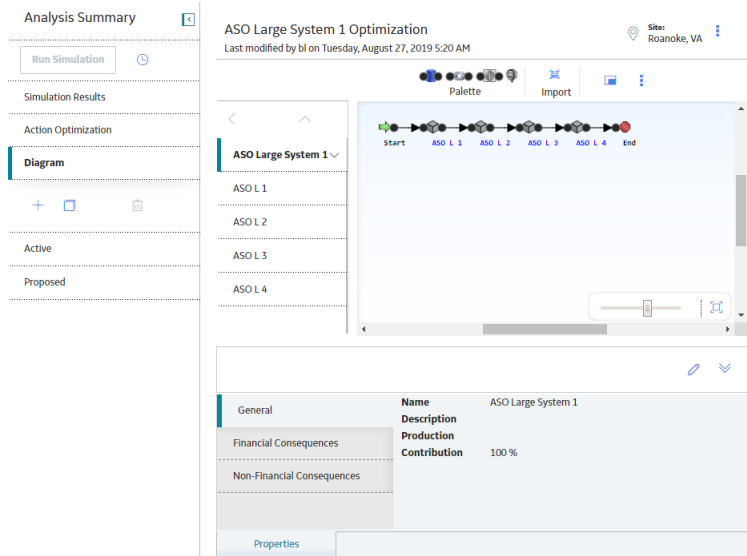 Analysis Summary
Run Simulation
Simulation Results
Action Optimization
Diagram
Active
Proposed
ASO Large System 1 Optimization
Last modified by bl on Tuesday, August 27, 2019 5:20 AM
Site:
Roanoke, VA
Palette
Import
ASO Large System 1
ASO L 1
ASO L 2
ASO L 3
ASO L 4
Start ASO L 1 ASO L 2 ASO L 3 ASO L 4 End
General
Financial Consequences
Non-Financial Consequences
Name ASO Large System 1
Description
Production
Contribution 100 %
Properties